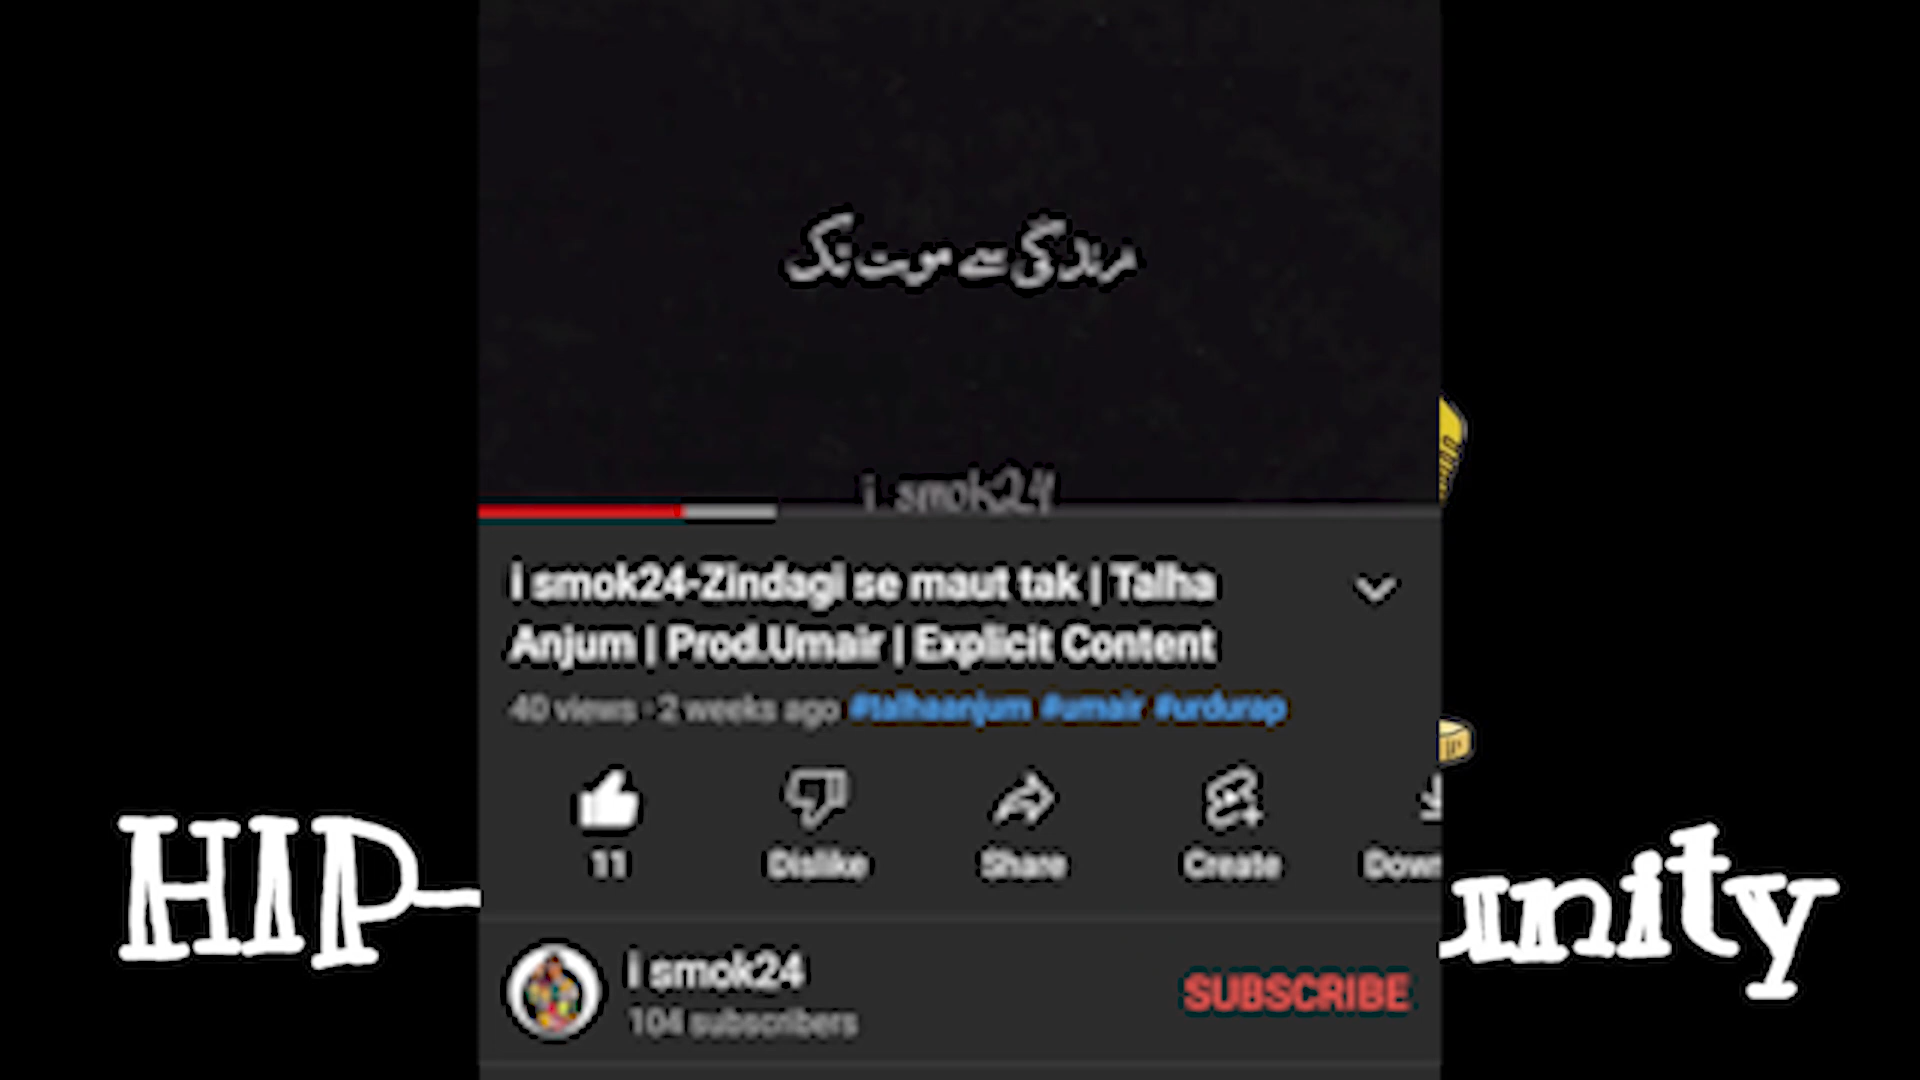 زندگی سے موت تک
i smok24
i smok24-Zindagi se maut tak | Talha
Anjum | Prod.Umair | Explicit Content
40 views · 2 weeks ago #talhaanjum #umair #urdurap
11 Dislike Share Create Down
HIP- unity
i smok24
104 subscribers
SUBSCRIBE